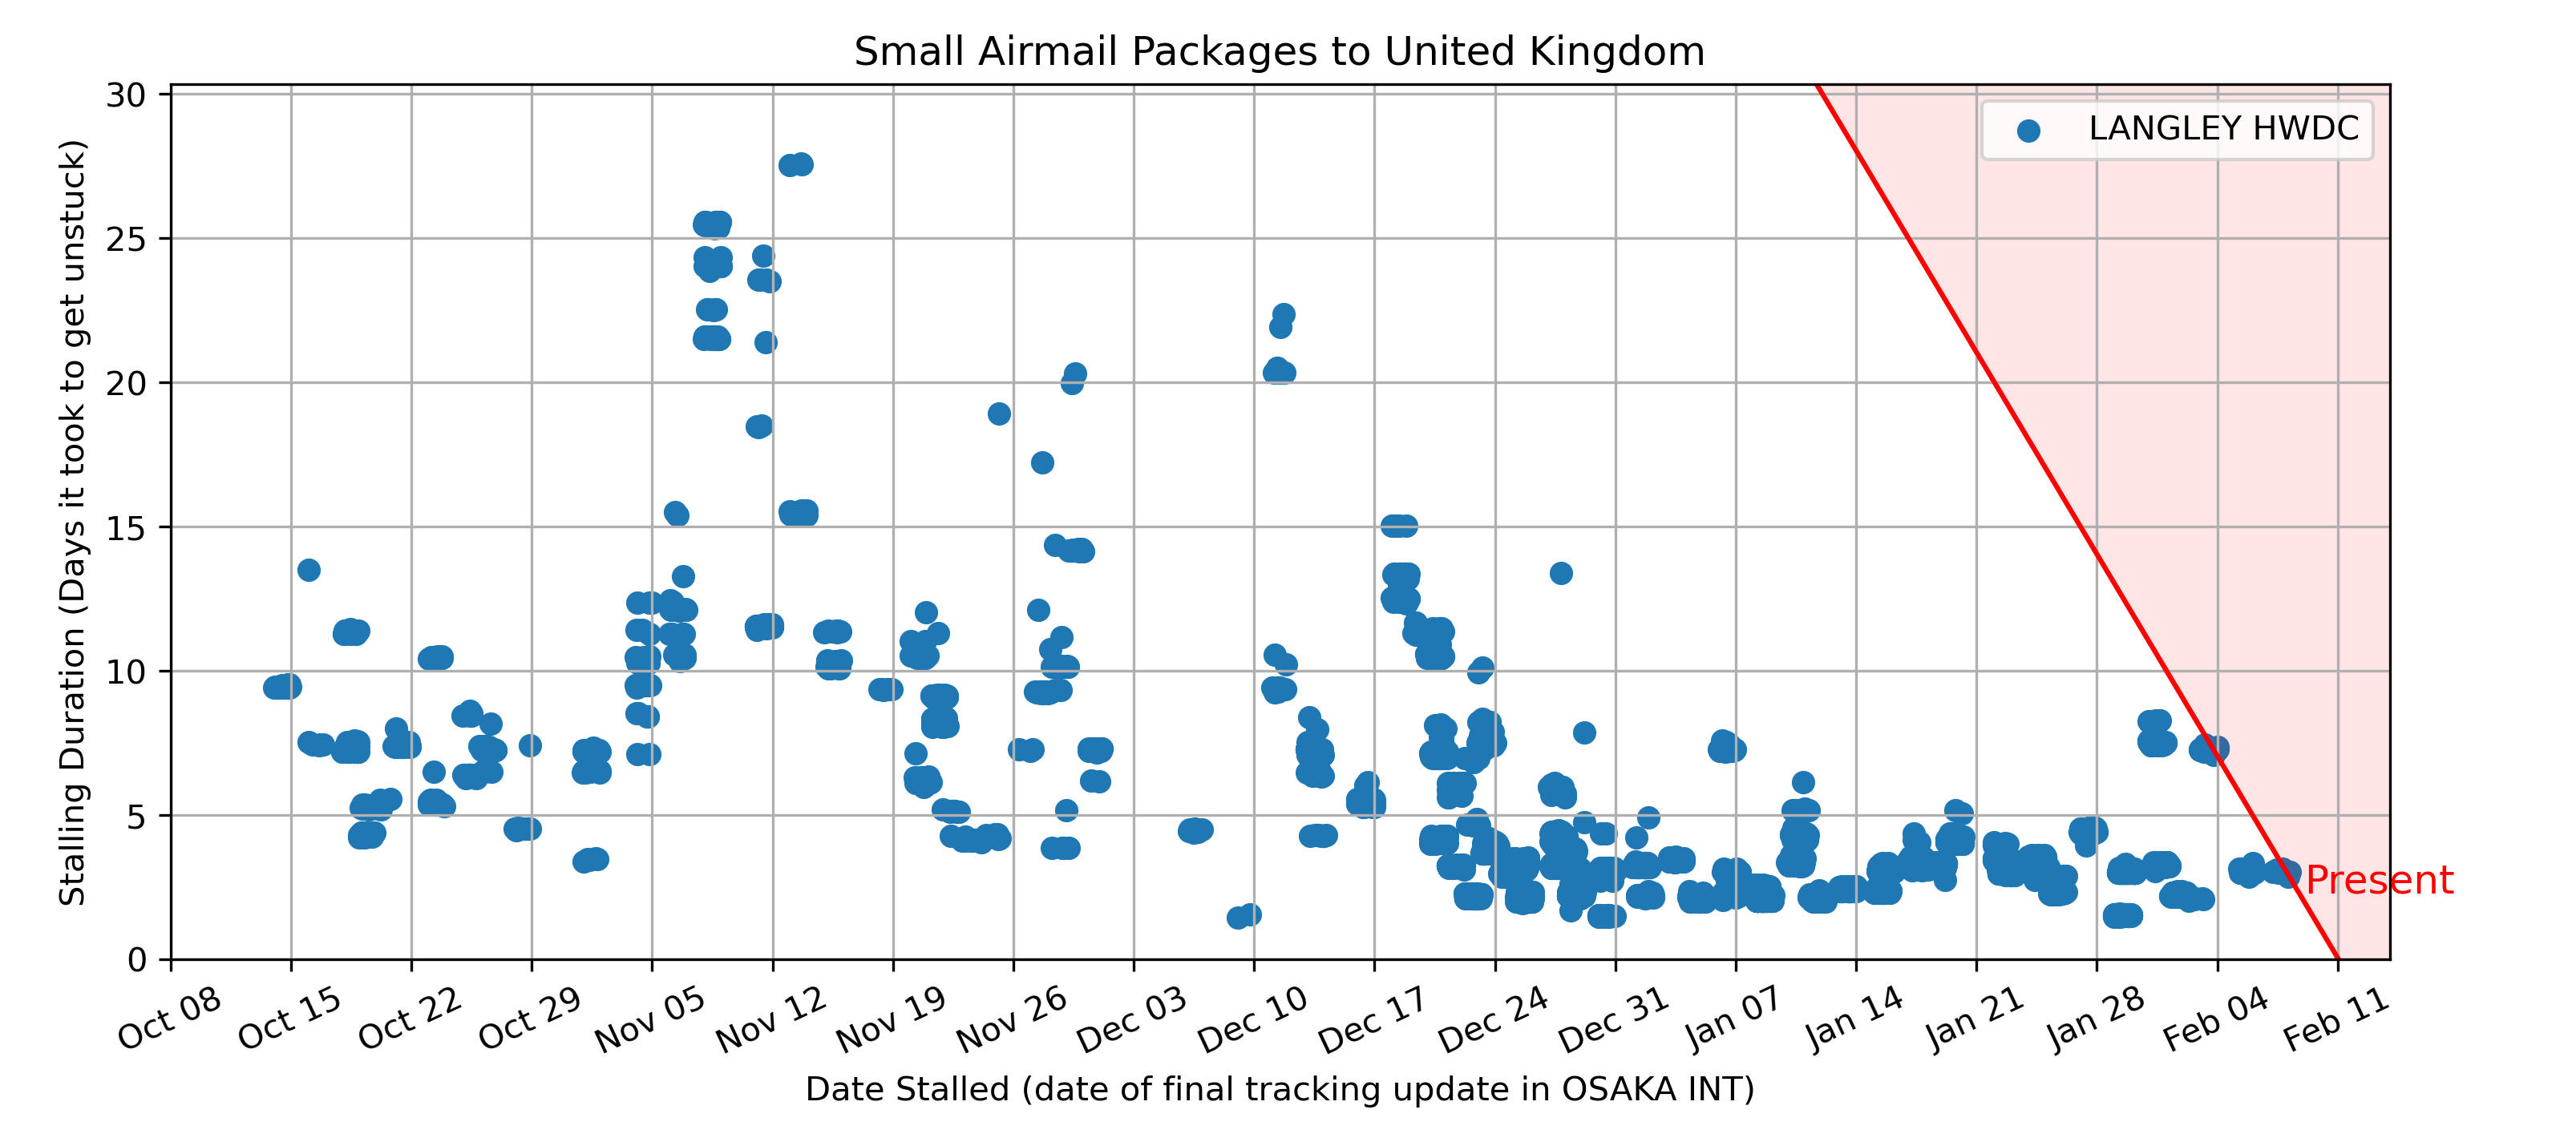 Small Airmail Packages to United Kingdom
Stalling Duration (Days it took to get unstuck)
30
25
20
15
10
5
0
LANGLEY HWDC
Present
Oct 08
Oct 15
Oct 22
Oct 29
Nov 05
Nov 12
Nov 19
Nov 26
Dec 03
Dec 10
Dec 17
Dec 24
Dec 31
Jan 07
Jan 14
Jan 21
Jan 28
Feb 04
Feb 11
Date Stalled (date of final tracking update in OSAKA INT)